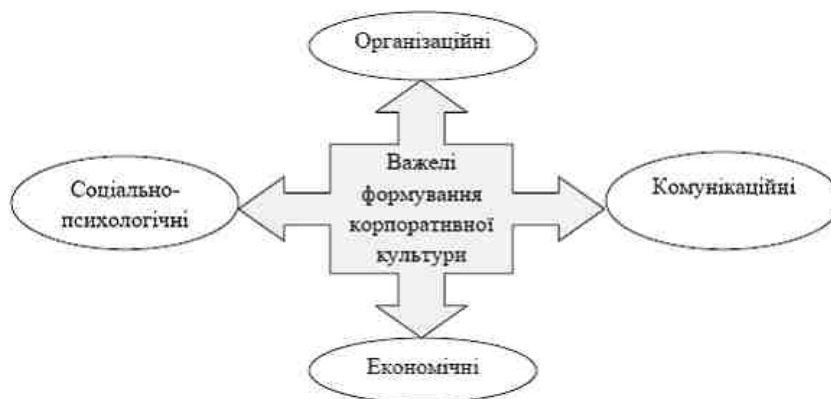 Організаційні
Важелі
формування
корпоративної
культури
Соціально-
психологічні
Комунікаційні
Економічні